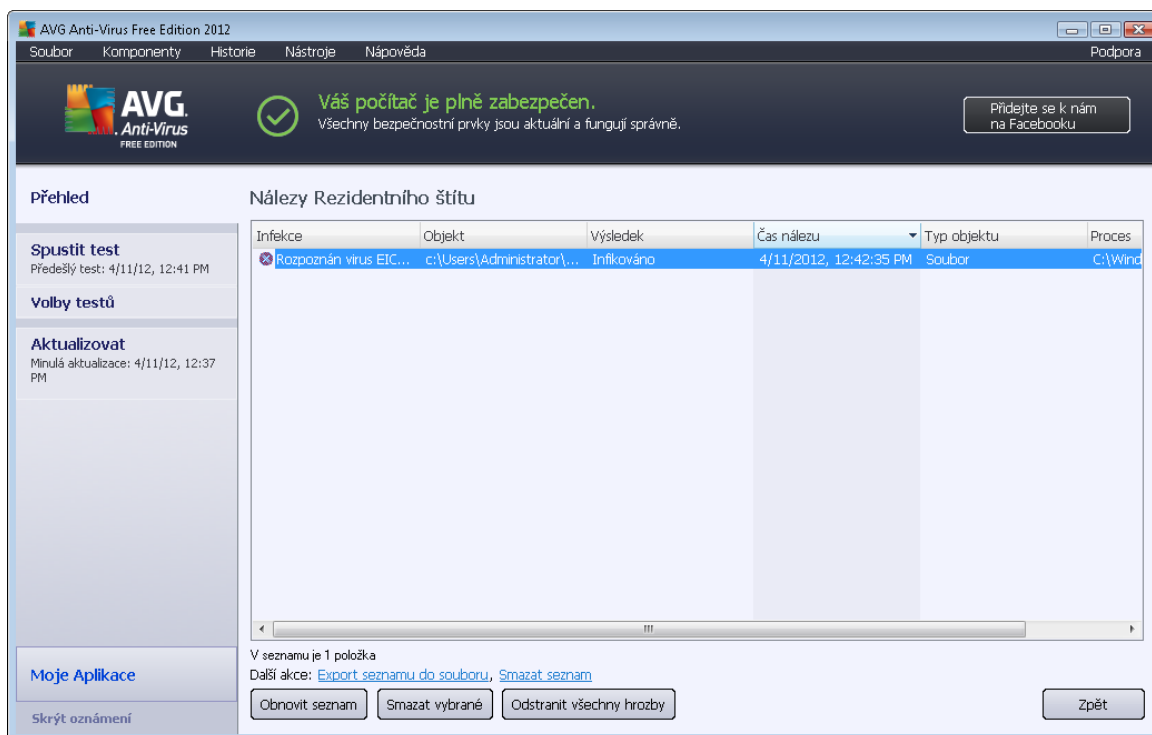 AVG Anti-Virus Free Edition 2012
Soubor Komponenty Historie Nástroje Nápověda Podpora
AVG.
Anti-Virus
FREE EDITION
Váš počítač je plně zabezpečen.
Všechny bezpečnostní prvky jsou aktuální a fungují správně.
Přidejte se k nám
na Facebooku
Přehled
Spustit test
Předešlý test: 4/11/12, 12:41 PM
Volby testů
Aktualizovat
Minulá aktualizace: 4/11/12, 12:37
PM
Moje Aplikace
Skrýt oznámení
Nálezy Rezidentního štítu
Infekce Objekt Výsledek Čas nálezu Typ objektu Proces
Rozpoznán virus EIC... c:\Users\Administrator\... Infikováno 4/11/2012, 12:42:35 PM Soubor C:\Wind
V seznamu je 1 položka
Další akce: Export seznamu do souboru, Smazat seznam
Obnovit seznam Smazat vybrané Odstranit všechny hrozby Zpět